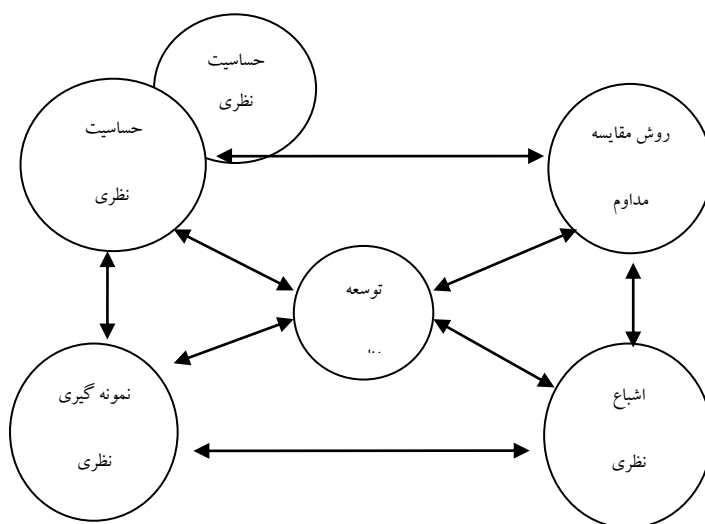 حساسیت
نظری
حساسیت
نظری
روش مقایسه
مداوم
توسعه
نمونه گیری
نظری
اشباع
نظری